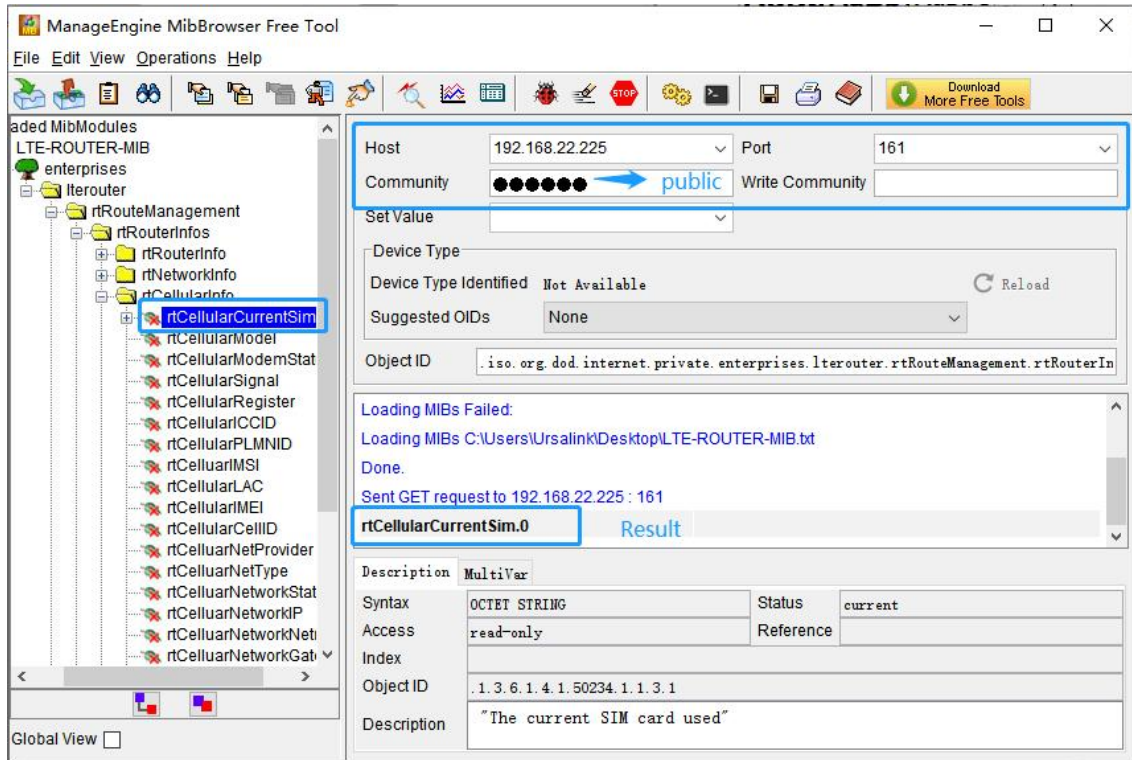 ManageEngine MibBrowser Free Tool
File Edit View Operations Help
STOP
Download
More Free Tools
aded MibModules
LTE-ROUTER-MIB
enterprises
lterouter
rtRouteManagement
rtRouterInfos
rtRouterInfo
rtNetworkInfo
rtCellularInfo
rtCellularCurrentSim
rtCellularModel
rtCellularModemStat
rtCellularSignal
rtCellularRegister
rtCellularICCID
rtCellularPLMNID
rtCelluarIMSI
rtCellularLAC
rtCellularIMEI
rtCellularCellID
rtCelluarNetProvider
rtCelluarNetType
rtCelluarNetworkStat
rtCelluarNetworkIP
rtCelluarNetworkNet
rtCelluarNetworkGat
Global View
Host 192.168.22.225 Port 161
Community ●●●●●● public Write Community
Set Value
Device Type
Device Type Identified Not Available Reload
Suggested OIDs None
Object ID .iso.org.dod.internet.private.enterprises.lterouter.rtRouteManagement.rtRouterIn
Loading MIBs Failed:
Loading MIBs C:\Users\Ursalink\Desktop\LTE-ROUTER-MIB.txt
Done.
Sent GET request to 192.168.22.225 : 161
rtCellularCurrentSim.0 Result
Description MultiVar
Syntax OCTET STRING Status current
Access read-only Reference
Index
Object ID .1.3.6.1.4.1.50234.1.1.3.1
Description "The current SIM card used"